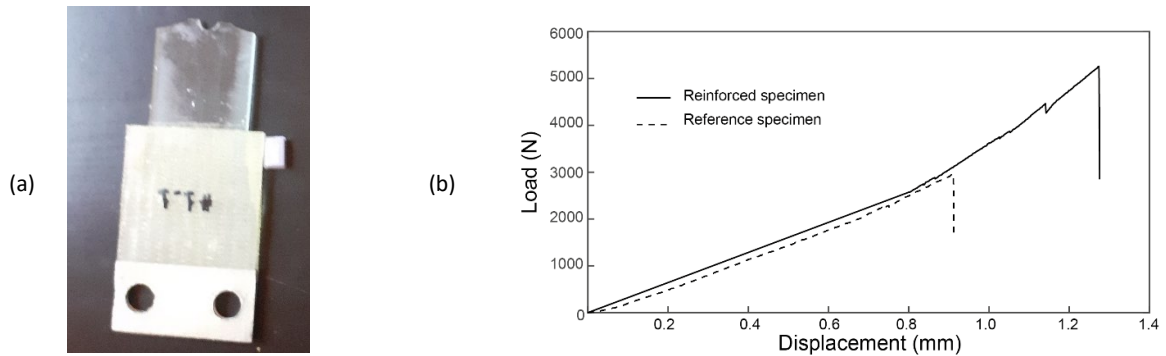 (a)
(b)
6000
5000
4000
3000
2000
1000
0
Load (N)
Reinforced specimen
Reference specimen
0.2 0.4 0.6 0.8 1.0 1.2 1.4
Displacement (mm)